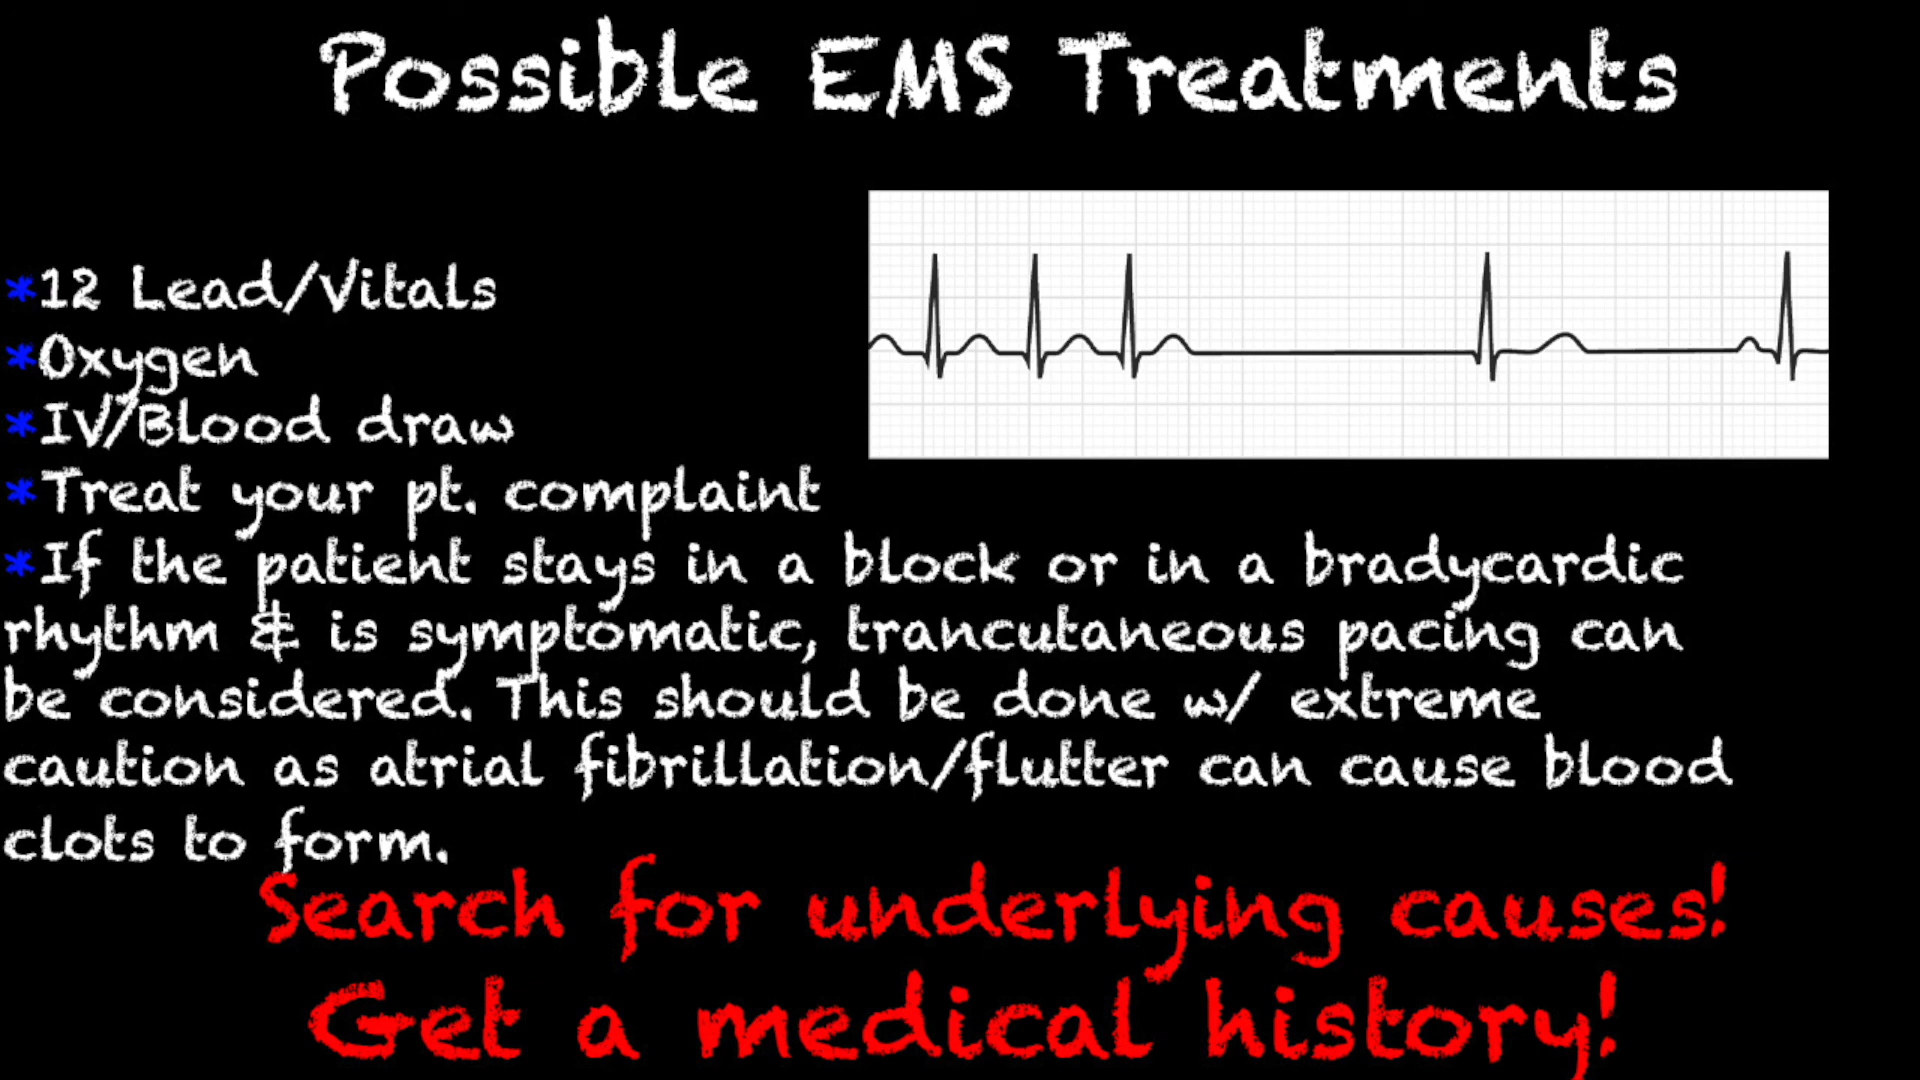 Possible EMS Treatments
*12 Lead/Vitals
*Oxygen
*IV/Blood draw
*Treat your pt. complaint
*If the patient stays in a block or in a bradycardic
rhythm & is symptomatic, trancutaneous pacing can
be considered. This should be done w/ extreme
caution as atrial fibrillation/flutter can cause blood
clots to form.
Search for underlying causes!
Get a medical history!